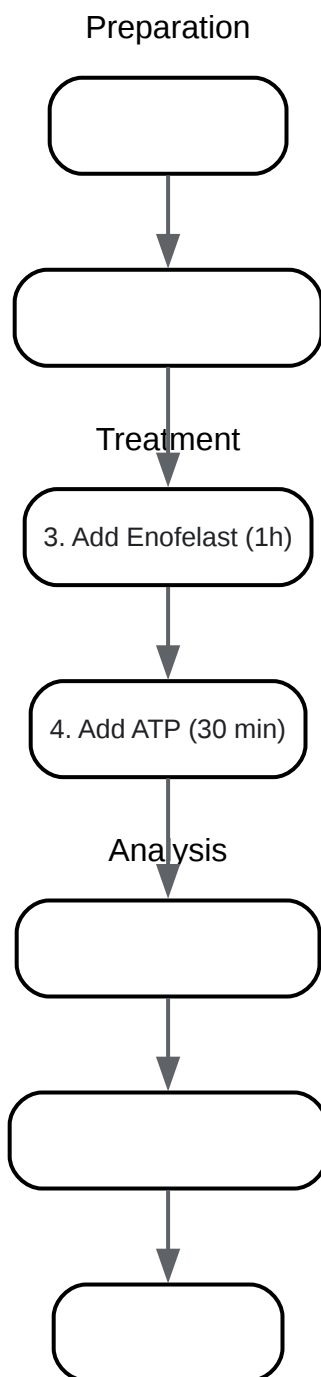 Preparation
Treatment
3. Add Enofelast (1h)
4. Add ATP (30 min)
Analysis